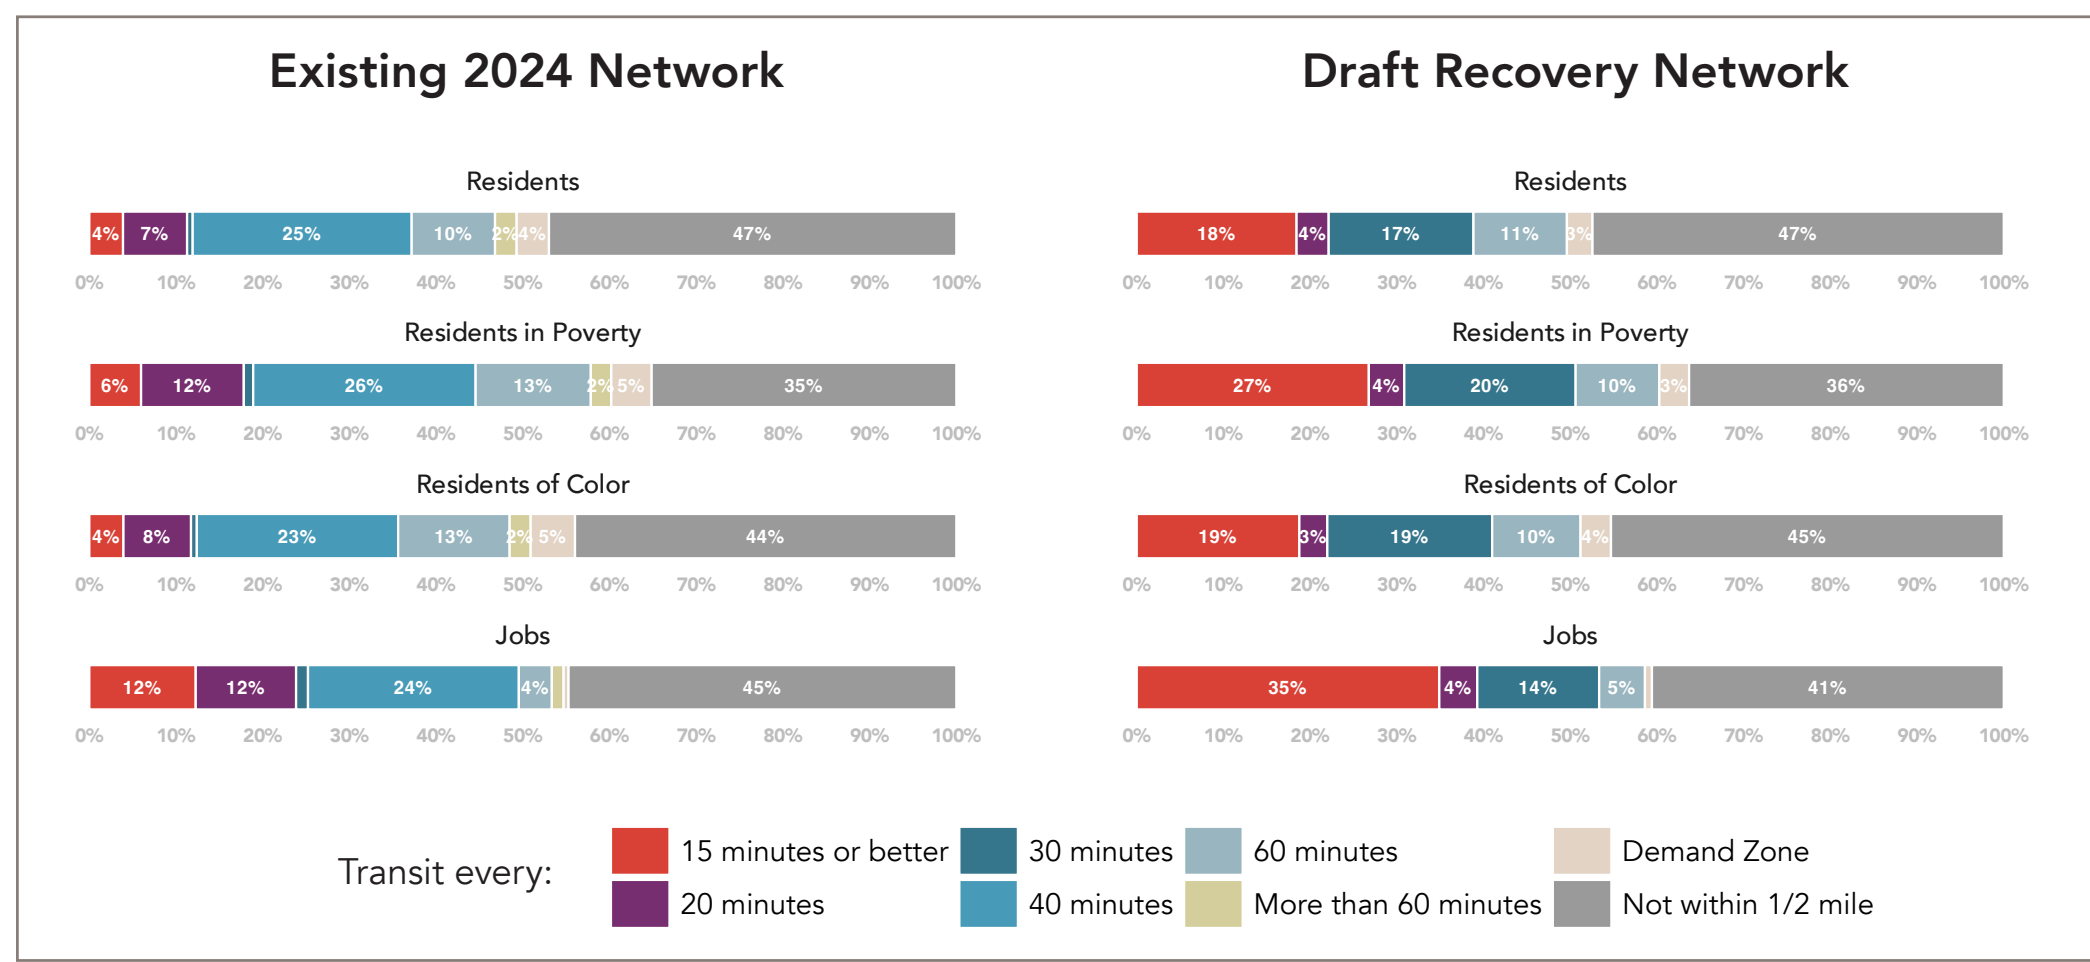 Existing 2024 Network
Residents
4% 7% 25% 10% 2% 4% 47%
0% 10% 20% 30% 40% 50% 60% 70% 80% 90% 100%
Residents in Poverty
6% 12% 26% 13% 2% 5% 35%
0% 10% 20% 30% 40% 50% 60% 70% 80% 90% 100%
Residents of Color
4% 8% 23% 13% 2% 5% 44%
0% 10% 20% 30% 40% 50% 60% 70% 80% 90% 100%
Jobs
12% 12% 24% 4% 45%
0% 10% 20% 30% 40% 50% 60% 70% 80% 90% 100%
Draft Recovery Network
Residents
18% 4% 17% 11% 3% 47%
0% 10% 20% 30% 40% 50% 60% 70% 80% 90% 100%
Residents in Poverty
27% 4% 20% 10% 3% 36%
0% 10% 20% 30% 40% 50% 60% 70% 80% 90% 100%
Residents of Color
19% 3% 19% 10% 4% 45%
0% 10% 20% 30% 40% 50% 60% 70% 80% 90% 100%
Jobs
35% 4% 14% 5% 41%
0% 10% 20% 30% 40% 50% 60% 70% 80% 90% 100%
Transit every:
15 minutes or better
20 minutes
30 minutes
40 minutes
60 minutes
More than 60 minutes
Demand Zone
Not within 1/2 mile